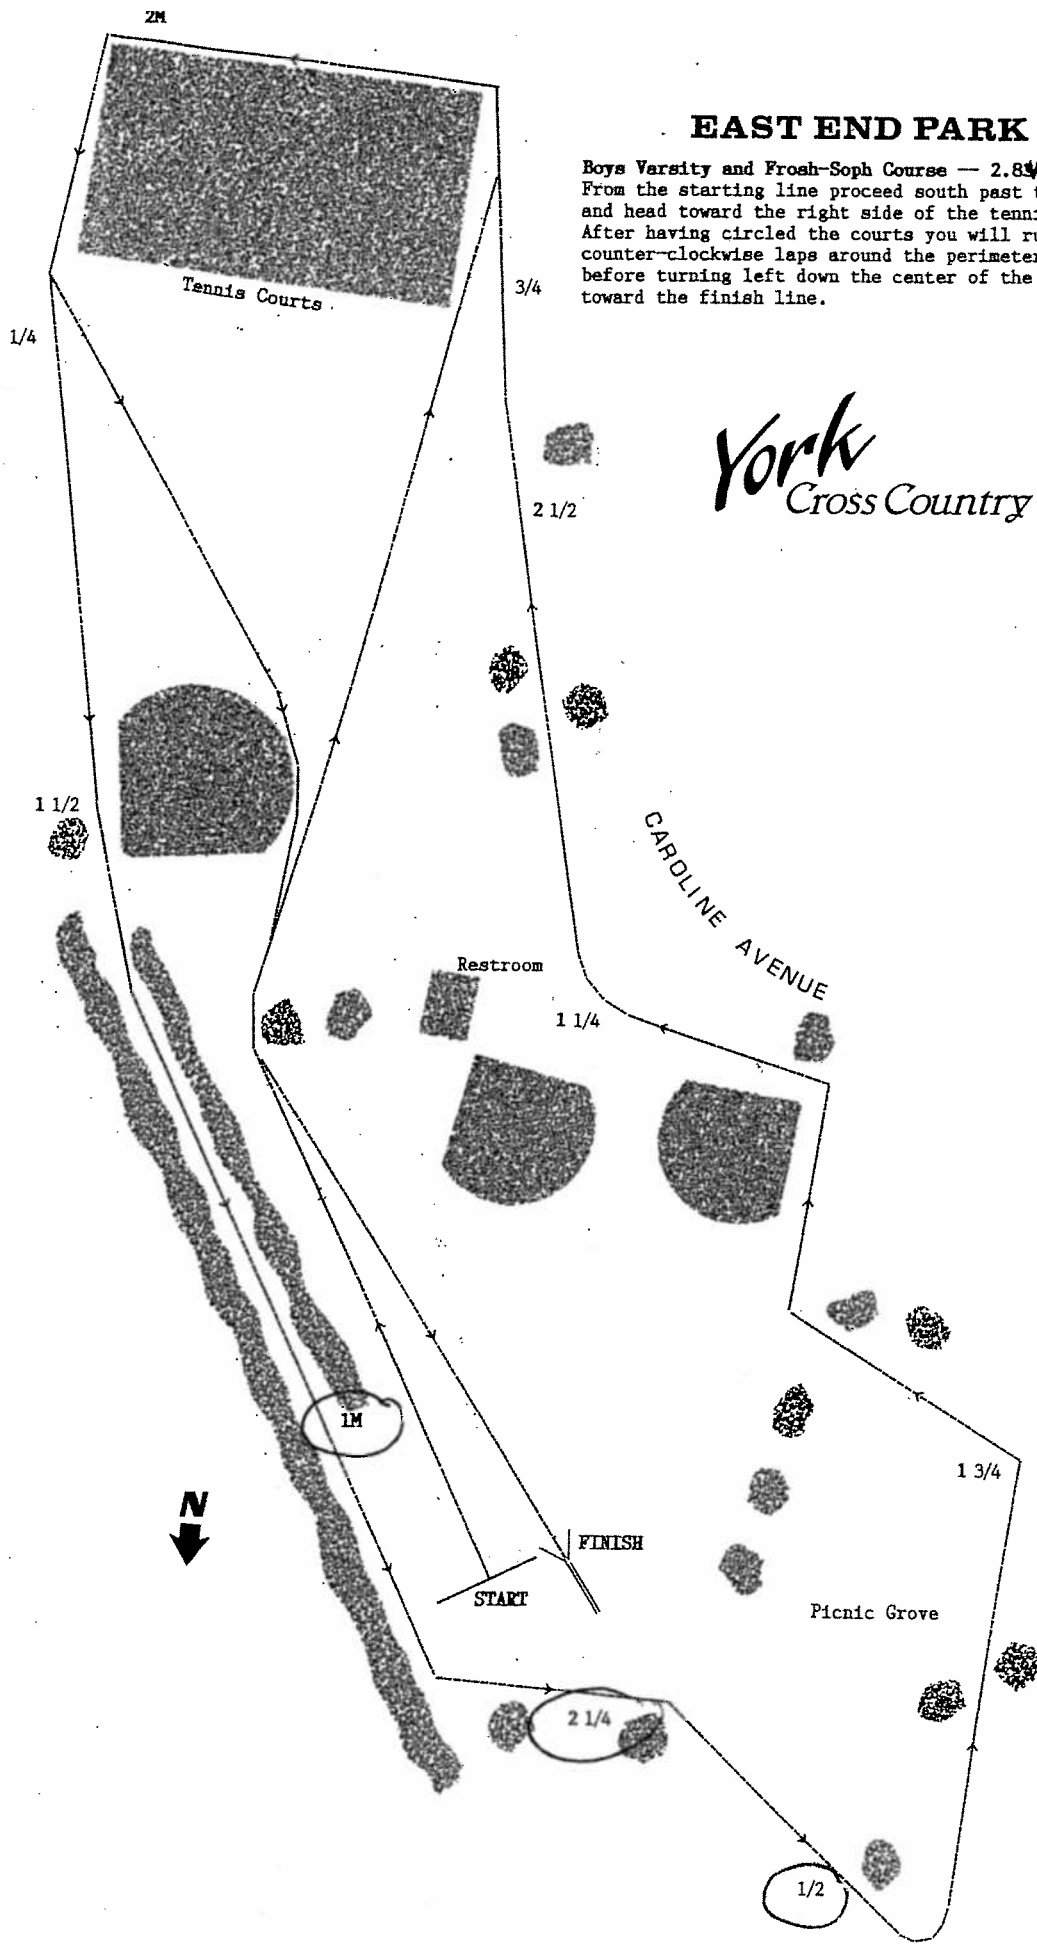 2M
EAST END PARK
Boys Varsity and Frosh-Soph Course — 2.8
From the starting line proceed south past
and head toward the right side of the
After having circled the courts you will
counter-clockwise laps around the
before turning left down the center of the
toward the finish line.
Tennis Courts
3/4
1/4
York
Cross Country
2 1/2
1 1/2
CAROLINE AVENUE
Restroom
1 1/4
1M
1 3/4
N
FINISH
START
Picnic Grove
2 1/4
1/2